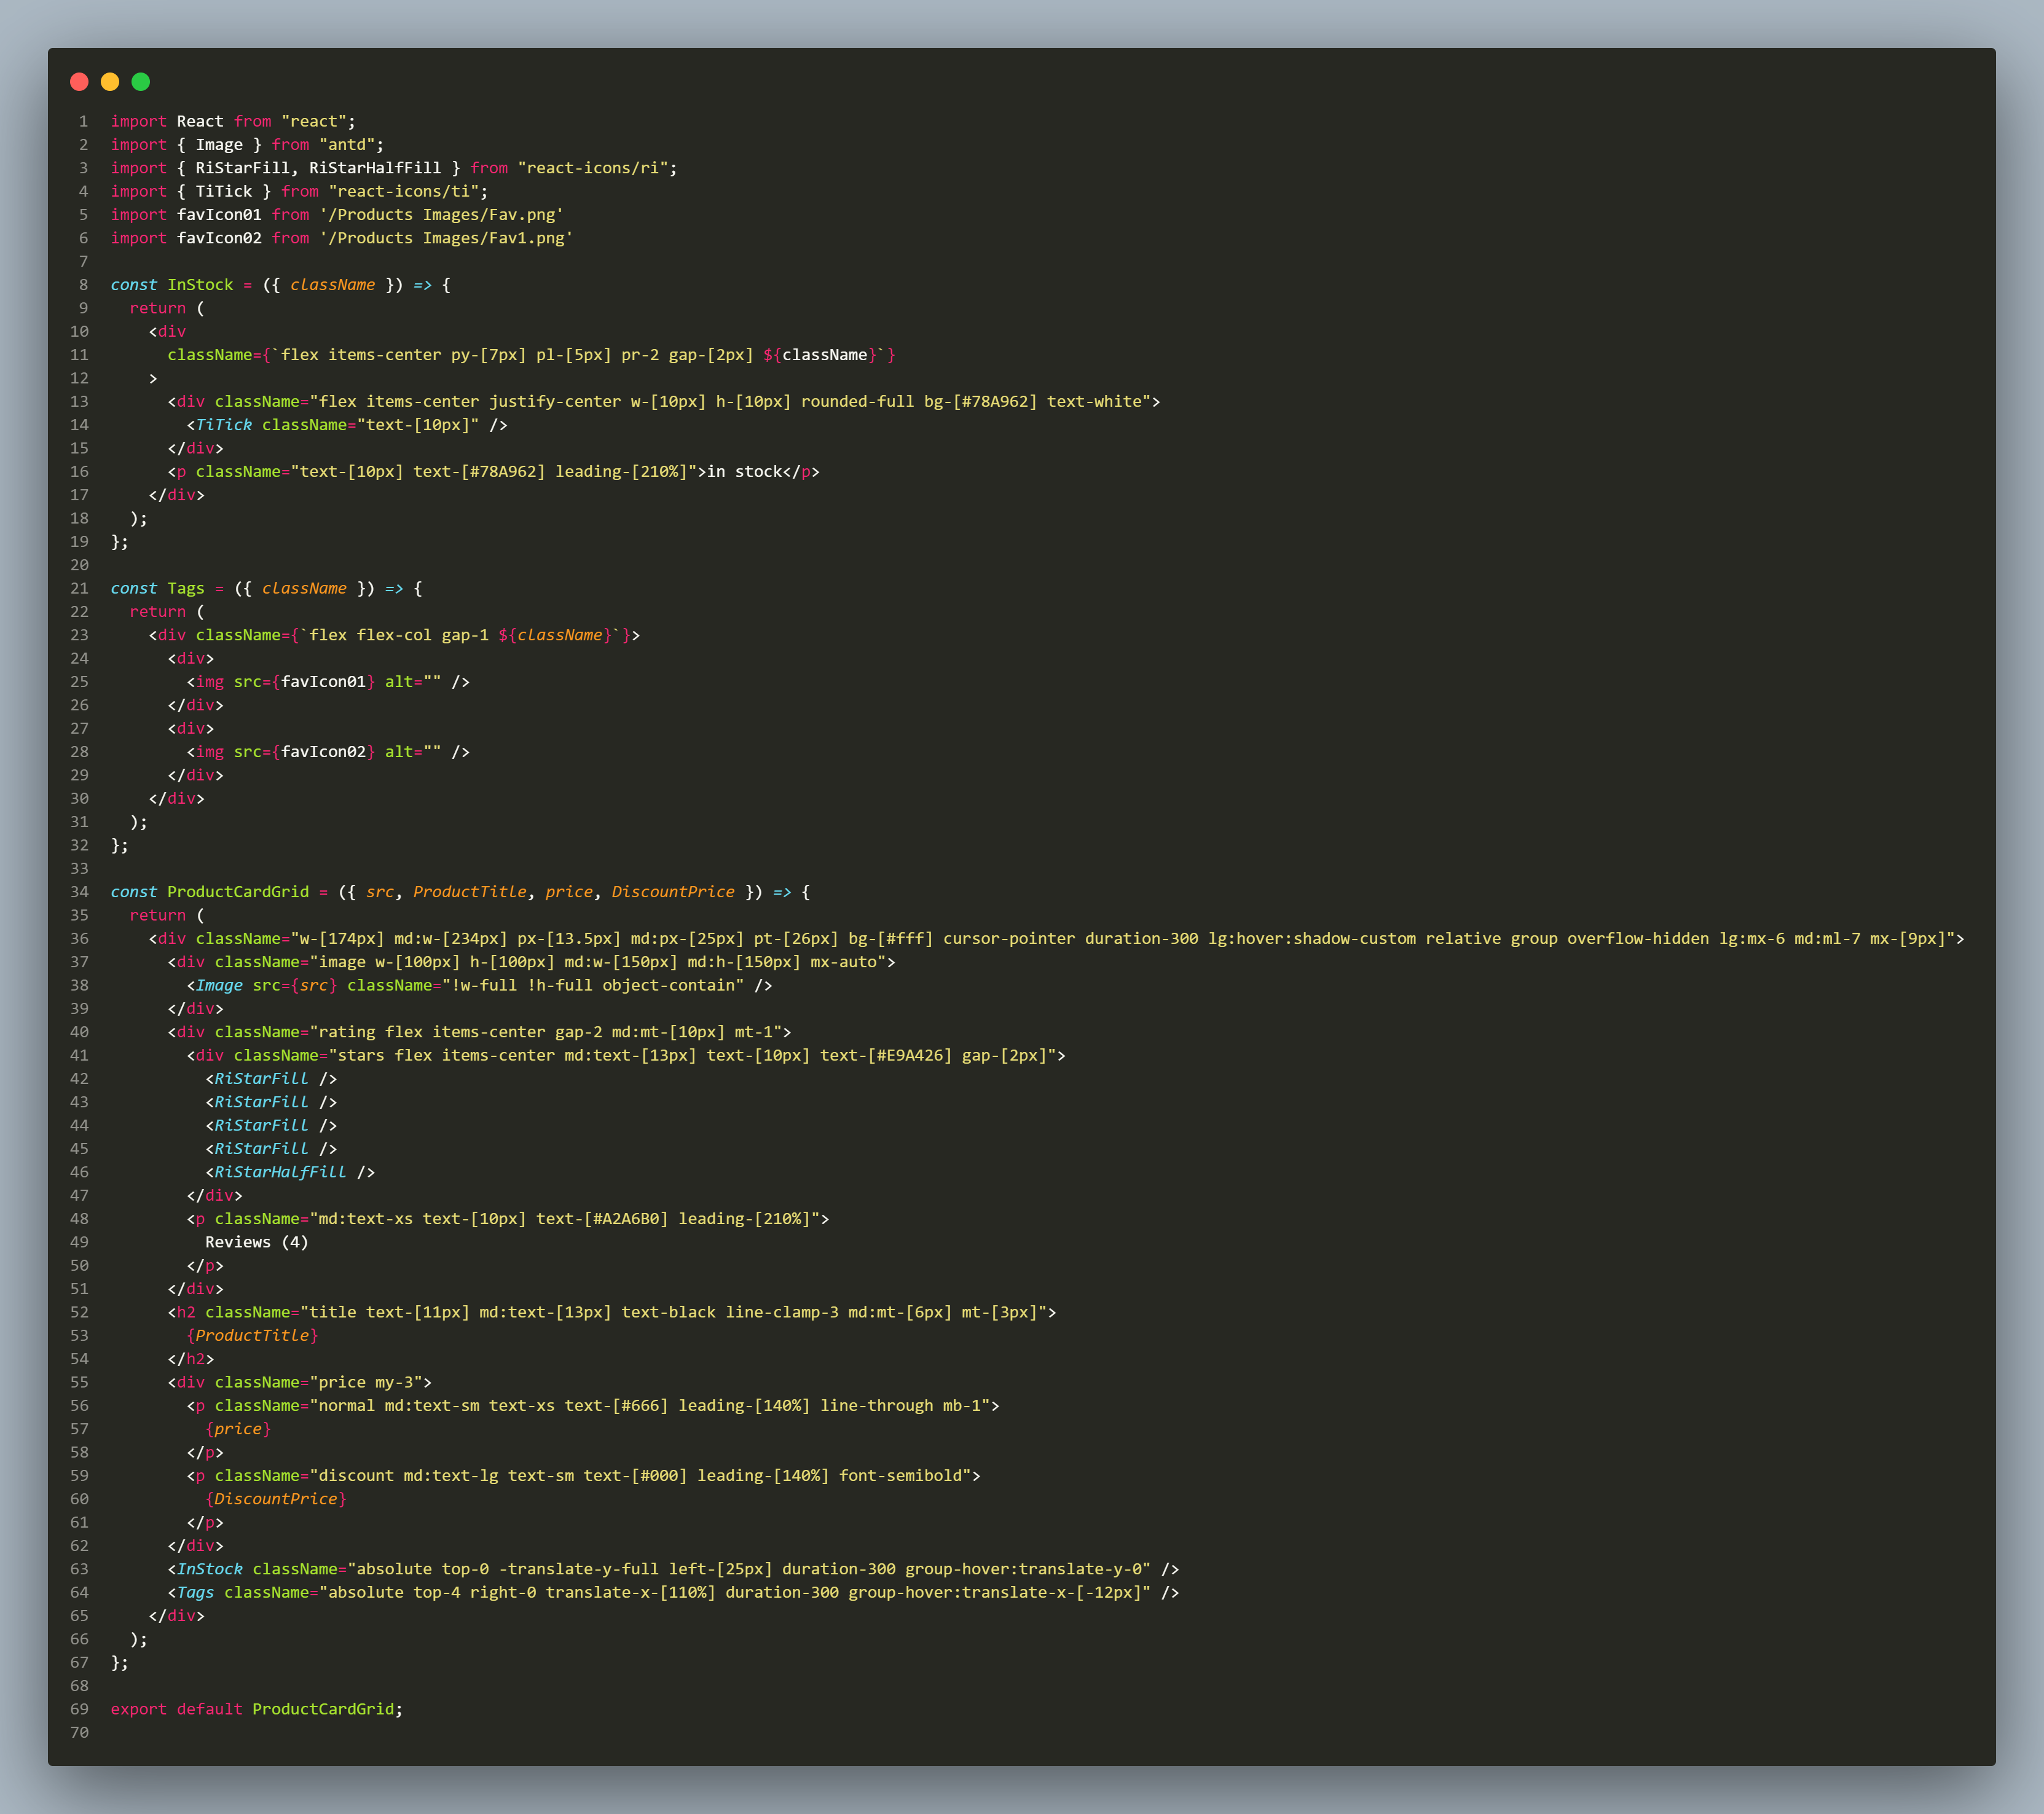 1 import React from "react";
2 import { Image } from "antd";
3 import { RiStarFill, RiStarHalfFill } from "react-icons/ri";
4 import { TiTick } from "react-icons/ti";
5 import favIcon01 from '/Products Images/Fav.png'
6 import favIcon02 from '/Products Images/Fav1.png'
7
8 const InStock = ({ className }) => {
9   return (
10     <div
11       className={`flex items-center py-[7px] pl-[5px] pr-2 gap-[2px] ${className}`}
12     >
13       <div className="flex items-center justify-center w-[10px] h-[10px] rounded-full bg-[#78A962] text-white">
14         <TiTick className="text-[10px]" />
15       </div>
16       <p className="text-[10px] text-[#78A962] leading-[210%]">in stock</p>
17     </div>
18   );
19 };
20
21 const Tags = ({ className }) => {
22   return (
23     <div className={`flex flex-col gap-1 ${className}`}>
24       <div>
25         <img src={favIcon01} alt="" />
26       </div>
27       <div>
28         <img src={favIcon02} alt="" />
29       </div>
30     </div>
31   );
32 };
33
34 const ProductCardGrid = ({ src, ProductTitle, price, DiscountPrice }) => {
35   return (
36     <div className="w-[174px] md:w-[234px] px-[13.5px] md:px-[25px] pt-[26px] bg-[#fff] cursor-pointer duration-300 lg:hover:shadow-custom relative group overflow-hidden lg:mx-6 md:ml-7 mx-[9px]">
37       <div className="image w-[100px] h-[100px] md:w-[150px] md:h-[150px] mx-auto">
38         <Image src={src} className="!w-full !h-full object-contain" />
39       </div>
40       <div className="rating flex items-center gap-2 md:mt-[10px] mt-1">
41         <div className="stars flex items-center md:text-[13px] text-[10px] text-[#E9A426] gap-[2px]">
42           <RiStarFill />
43           <RiStarFill />
44           <RiStarFill />
45           <RiStarFill />
46           <RiStarHalfFill />
47         </div>
48         <p className="md:text-xs text-[10px] text-[#A2A6B0] leading-[210%]">
49           Reviews (4)
50         </p>
51       </div>
52       <h2 className="title text-[11px] md:text-[13px] text-black line-clamp-3 md:mt-[6px] mt-[3px]">
53         {ProductTitle}
54       </h2>
55       <div className="price my-3">
56         <p className="normal md:text-sm text-xs text-[#666] leading-[140%] line-through mb-1">
57           {price}
58         </p>
59         <p className="discount md:text-lg text-sm text-[#000] leading-[140%] font-semibold">
60           {DiscountPrice}
61         </p>
62       </div>
63       <InStock className="absolute top-0 -translate-y-full left-[25px] duration-300 group-hover:translate-y-0" />
64       <Tags className="absolute top-4 right-0 translate-x-[110%] duration-300 group-hover:translate-x-[-12px]" />
65     </div>
66   );
67 };
68
69 export default ProductCardGrid;
70